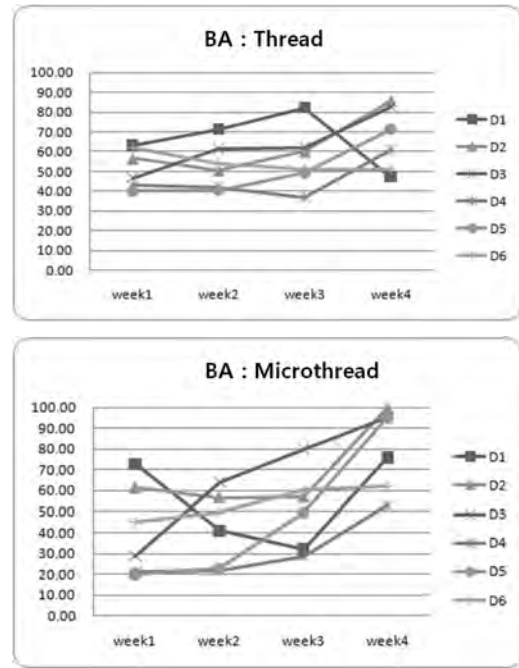 BA : Thread
100.00
90.00
80.00
70.00
60.00
50.00
40.00
30.00
20.00
10.00
0.00
week1 week2 week3 week4
D1
D2
D3
D4
D5
D6
BA : Microthread
100.00
90.00
80.00
70.00
60.00
50.00
40.00
30.00
20.00
10.00
0.00
week1 week2 week3 week4
D1
D2
D3
D4
D5
D6